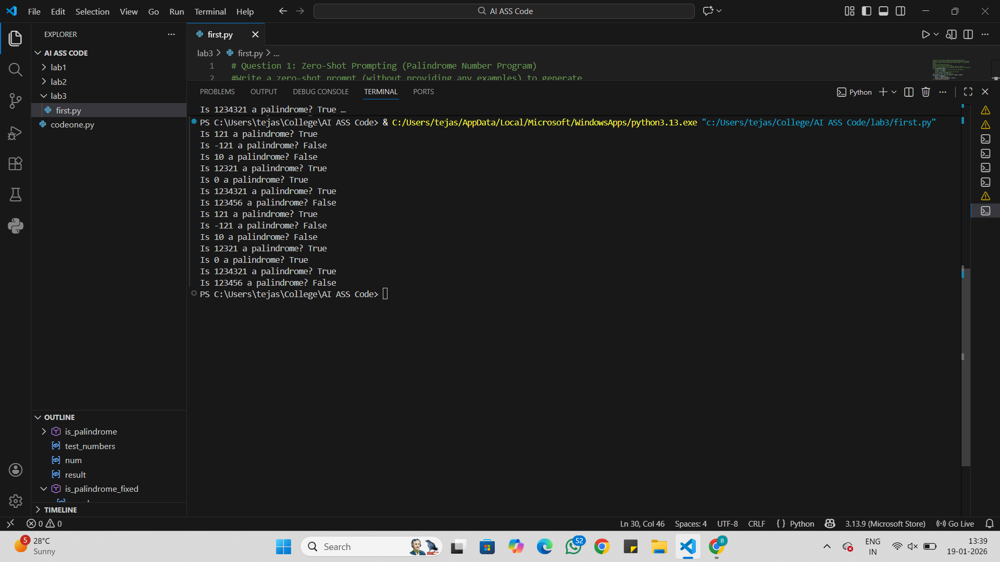 File Edit Selection View Go Run Terminal Help
AI ASS Code
EXPLORER
AI ASS CODE
lab1
lab2
lab3
first.py
codeone.py
OUTLINE
is_palindrome
test_numbers
num
result
is_palindrome_fixed
TIMELINE
first.py
lab3 > first.py > ...
1 # Question 1: Zero-Shot Prompting (Palindrome Number Program)
2 #Write a zero-shot prompt (without providing any examples) to generate
PROBLEMS OUTPUT DEBUG CONSOLE TERMINAL PORTS
Python
Is 1234321 a palindrome? True …
PS C:\Users\tejas\College\AI ASS Code> & C:/Users/tejas/AppData/Local/Microsoft/WindowsApps/python3.13.exe "c:/Users/tejas/College/AI ASS Code/lab3/first.py"
Is 121 a palindrome? True
Is -121 a palindrome? False
Is 10 a palindrome? False
Is 12321 a palindrome? True
Is 0 a palindrome? True
Is 1234321 a palindrome? True
Is 123456 a palindrome? False
Is 121 a palindrome? True
Is -121 a palindrome? False
Is 10 a palindrome? False
Is 12321 a palindrome? True
Is 0 a palindrome? True
Is 1234321 a palindrome? True
Is 123456 a palindrome? False
PS C:\Users\tejas\College\AI ASS Code>
0 0
Ln 30, Col 46 Spaces: 4 UTF-8 CRLF { } Python 3.13.9 (Microsoft Store) Go Live
5
28°C
Sunny
Search
52
B
ENG
IN
13:39
19-01-2026